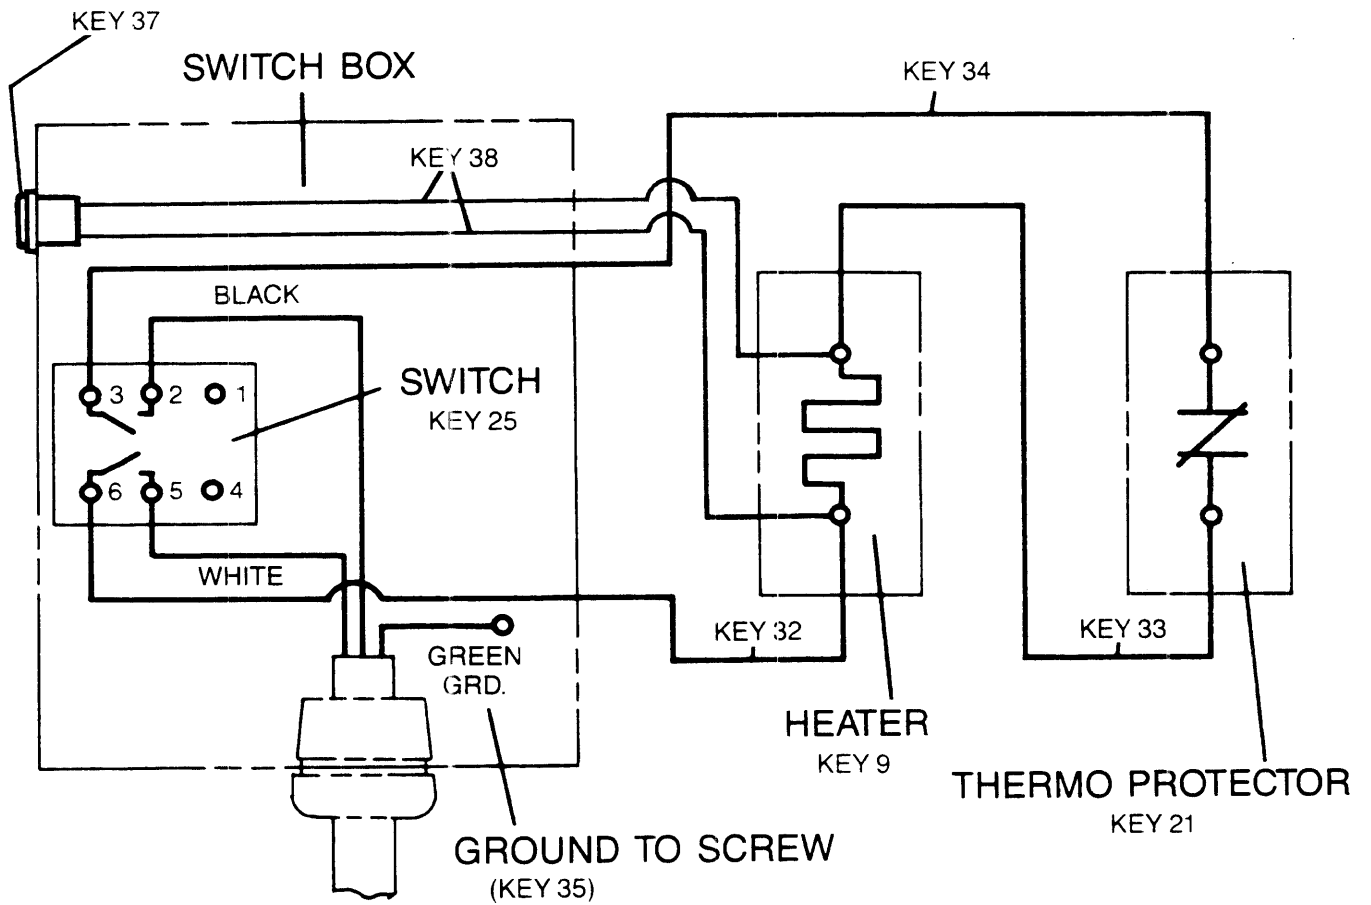 KEY 37
SWITCH BOX
KEY 34
KEY 38
BLACK
3 2 1
SWITCH
KEY 25
6 5 4
WHITE
GREEN
GRD.
KEY 32
KEY 33
HEATER
KEY 9
THERMO PROTECTOR
KEY 21
GROUND TO SCREW
(KEY 35)